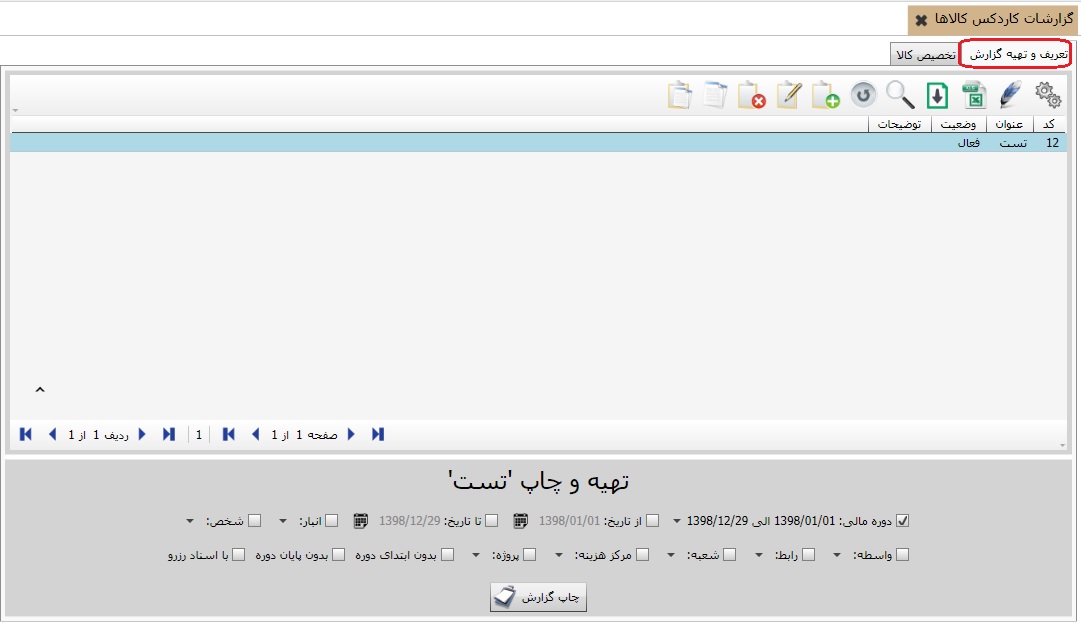 گزارشات کاردکس کالاها
تعریف و تهیه گزارش تخصیص کالا
کد عنوان وضعیت توضیحات
12 تست فعال
صفحه 1 از 1 1 ردیف 1 از 1
تهیه و چاپ 'تست'
دوره مالی: 1398/01/01 الی 1398/12/29 از تاریخ: 1398/01/01 تا تاریخ: 1398/12/29 انبار: شخص:
واسطه: رابط: شعبه: مرکز هزینه: پروژه: بدون ابتدای دوره بدون پایان دوره با اسناد رزرو
چاپ گزارش